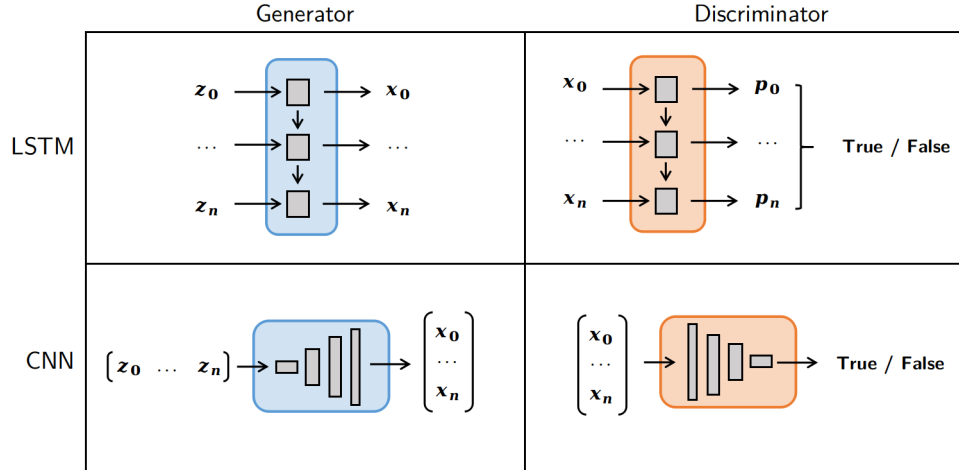 Generator Discriminator
LSTM
z₀ x₀ x₀ p₀
... ... ... ... True / False
zₙ xₙ xₙ pₙ
CNN
[z₀ ... zₙ] [x₀ ... xₙ] [x₀ ... xₙ] True / False